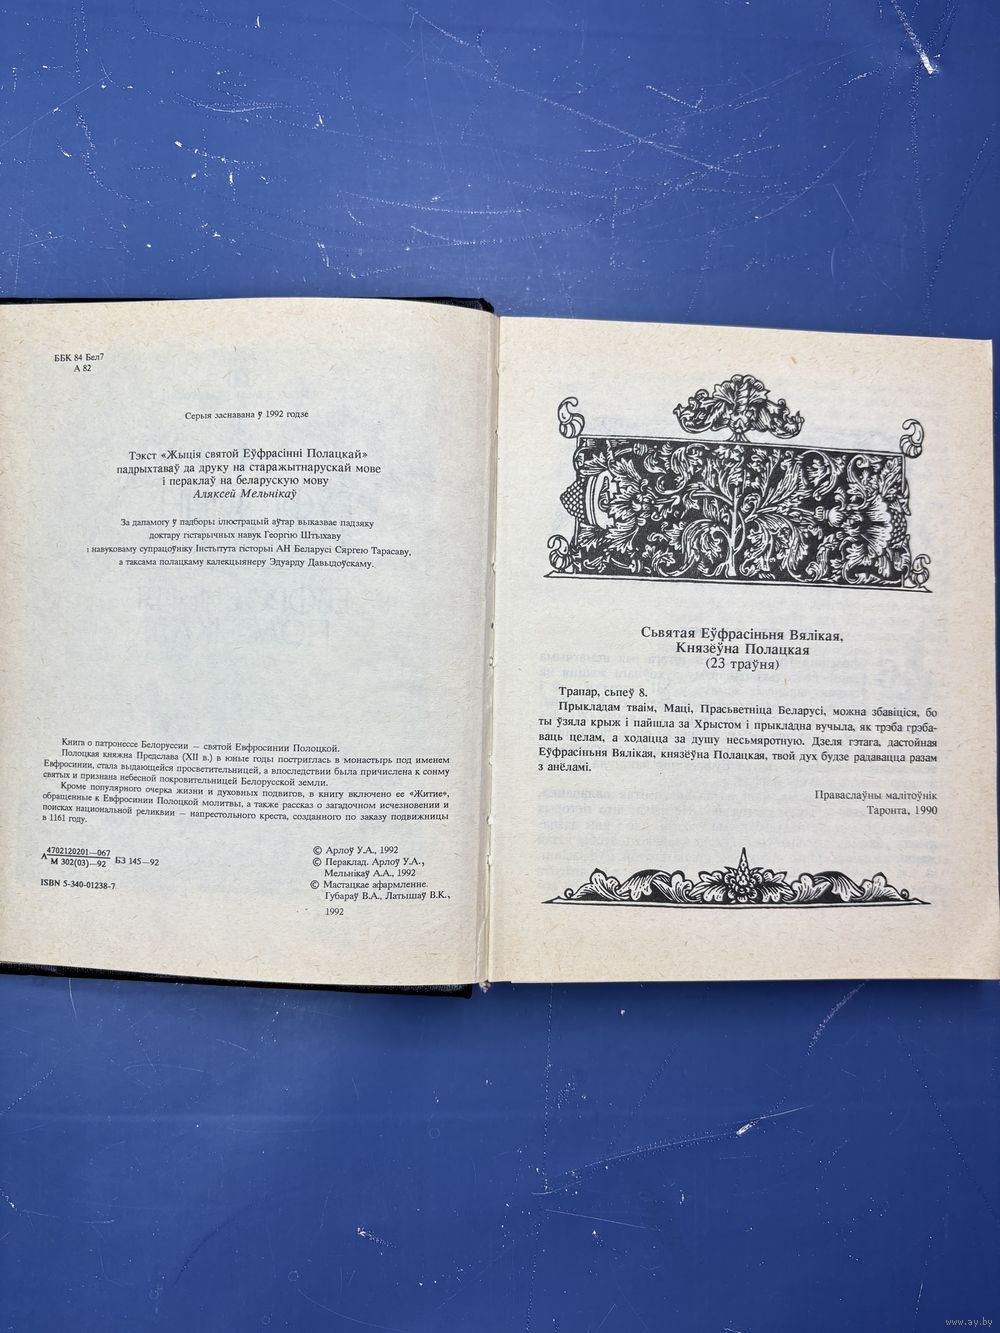 ББК 84 Бел7
А 82
Серыя заснавана ў 1992 годзе
Тэкст «Жыція святой Еўфрасінні Полацкай»
падрыхтаваў да друку на старажытнарускай мове
і пераклаў на беларускую мову
Аляксей Мельнікаў
За дапамогу ў падборы ілюстрацый аўтар выказвае падзяку
доктару гістарычных навук Георгію Штыхаву
і навуковаму супрацоўніку Інстытута гісторыі АН Беларусі Сяргею Тарасаву,
а таксама полацкаму калекцыянеру Эдуарду Давыдоўскаму.
Книга о патронессе Белоруссии – святой Евфросинии Полоцкой.
Полоцкая княжна Предслава (XII в.) в юные годы постриглась в монастырь под именем
Евфросинии, стала выдающейся просветительницей, а впоследствии была причислена к сонму
святых и признана небесной покровительницей Белорусской земли.
Кроме популярного очерка жизни и духовных подвигов, в книгу включено ее «Житие»,
обращенные к Евфросинии Полоцкой молитвы, а также рассказ о загадочном исчезновении и
поисках национальной реликвии – напрестольного креста, созданного по заказу подвижницы
в 1161 году.
А 4702120201—067
М 302(03)—92 БЗ 145—92
ISBN 5-340-01238-7
© Арлоў У.А., 1992
© Пераклад. Арлоў У.А.,
Мельнікаў А.А., 1992
© Мастацкае афармленне.
Губараў В.А., Латышаў В.К.,
1992
Сьвятая Еўфрасіньня Вялікая,
Князёўна Полацкая
(23 траўня)
Трапар, сьпеў 8.
Прыкладам тваім, Маці, Прасьветніца Беларусі, можна збавіціся, бо
ты ўзяла крыж і пайшла за Хрыстом і прыкладна вучыла, як трэба грэба-
ваць целам, а ходацца за душу несьмяротную. Дзеля гэтага, дастойная
Еўфрасіньня Вялікая, князёўна Полацкая, твой дух будзе радавацца разам
з анёламі.
Праваслаўны малітоўнік
Таронта, 1990
www.ay.by